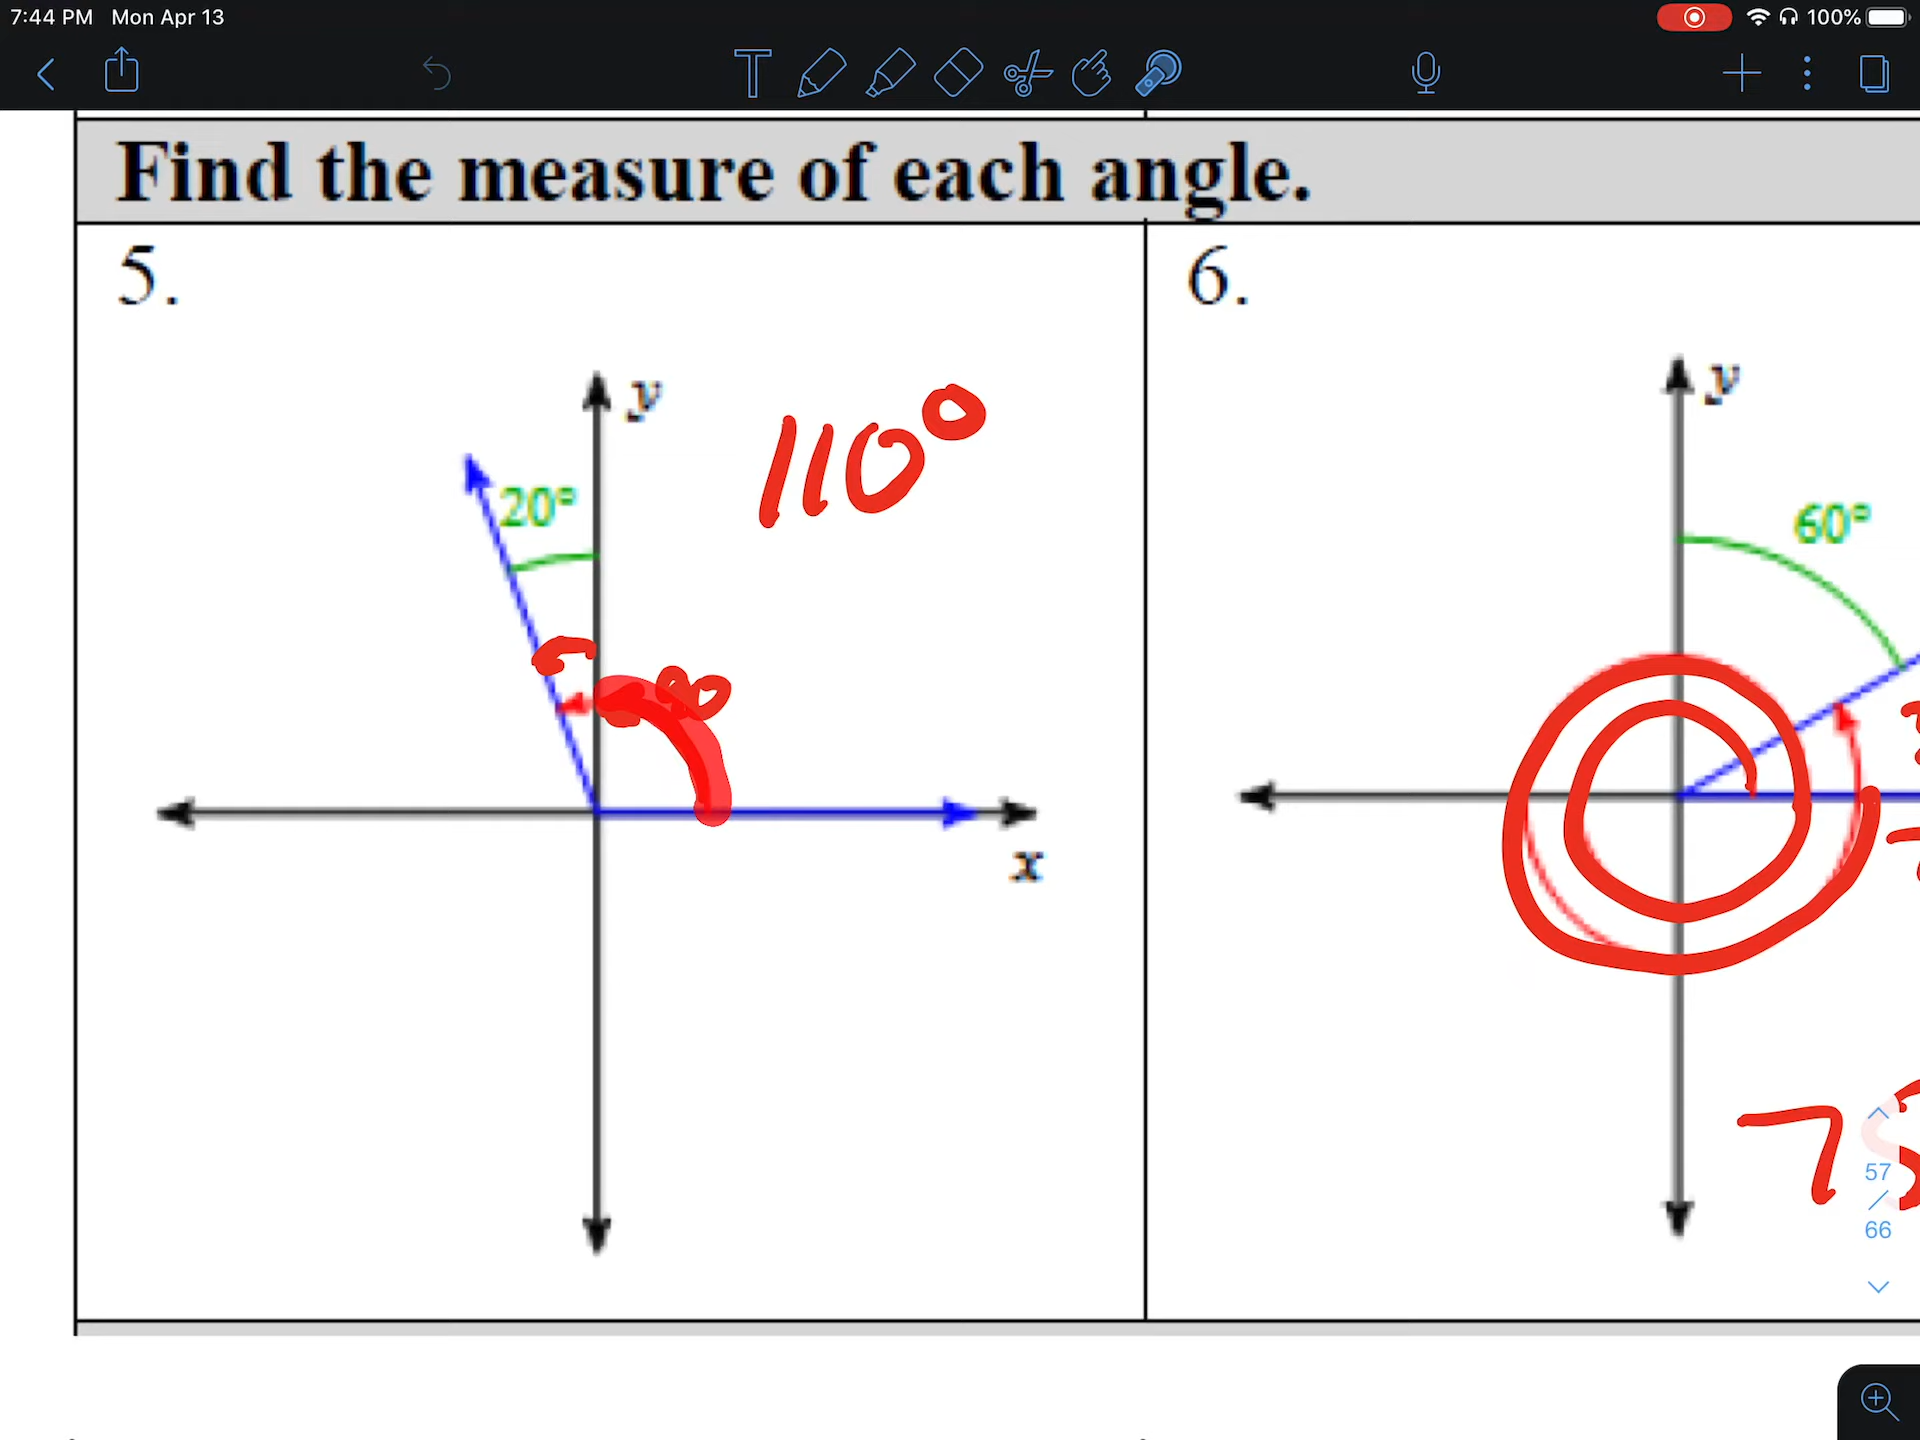 7:44 PM Mon Apr 13
100%
Find the measure of each angle.
5.
6.
y
110°
20°
90
x
y
60°
57
/
66